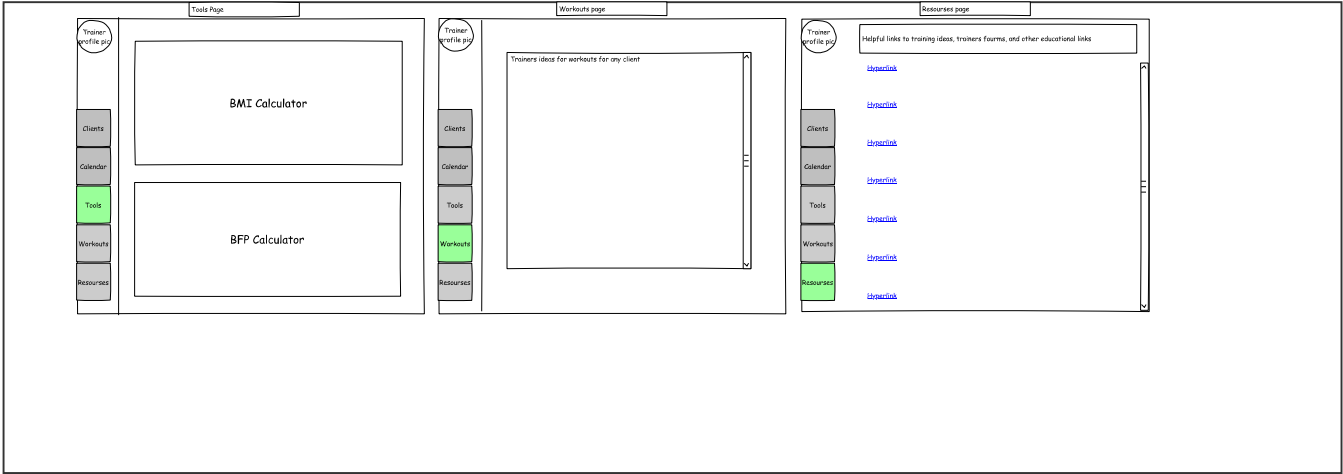 Tools Page
Trainer
profile pic
BMI Calculator
BFP Calculator
Clients
Calendar
Tools
Workouts
Resourses
Workouts page
Trainer
profile pic
Trainers ideas for workouts for any client
Clients
Calendar
Tools
Workouts
Resourses
Resourses page
Trainer
profile pic
Helpful links to training ideas, trainers fourms, and other educational links
Hyperlink
Hyperlink
Hyperlink
Hyperlink
Hyperlink
Hyperlink
Hyperlink
Clients
Calendar
Tools
Workouts
Resourses